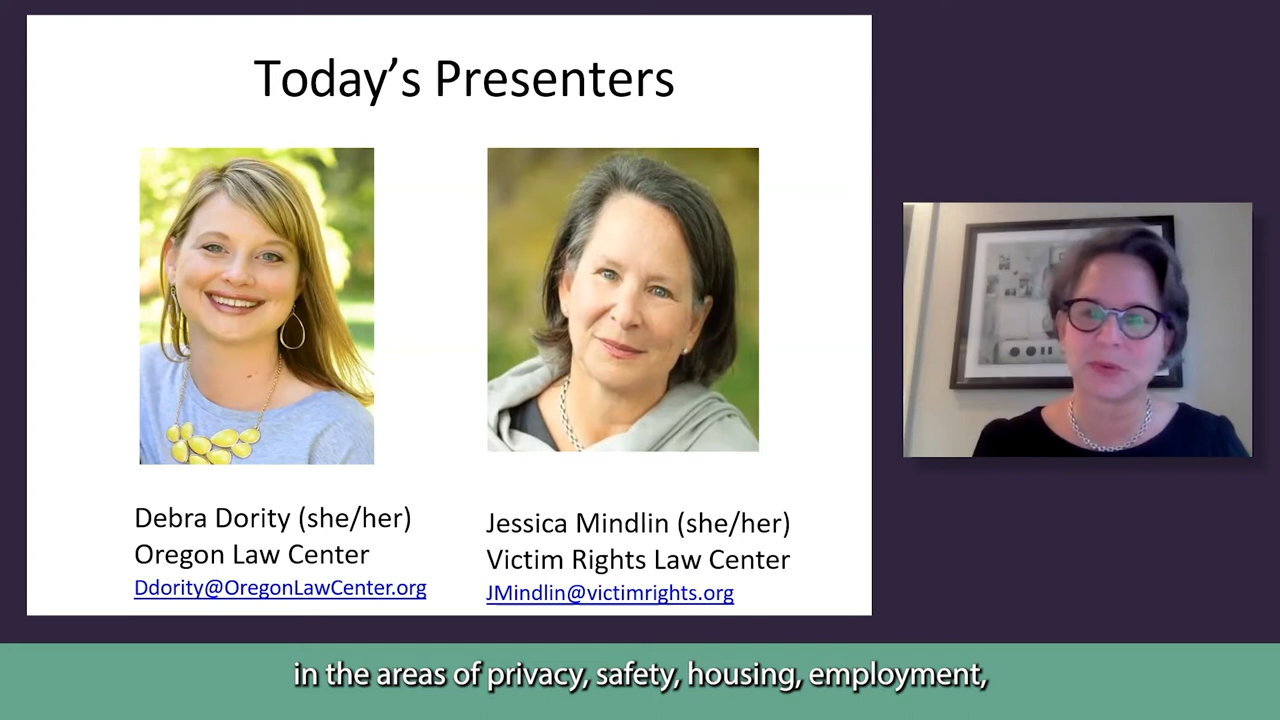 Today’s Presenters
Debra Dority (she/her)
Oregon Law Center
Ddority@OregonLawCenter.org
Jessica Mindlin (she/her)
Victim Rights Law Center
JMindlin@victimrights.org
in the areas of privacy, safety, housing, employment,